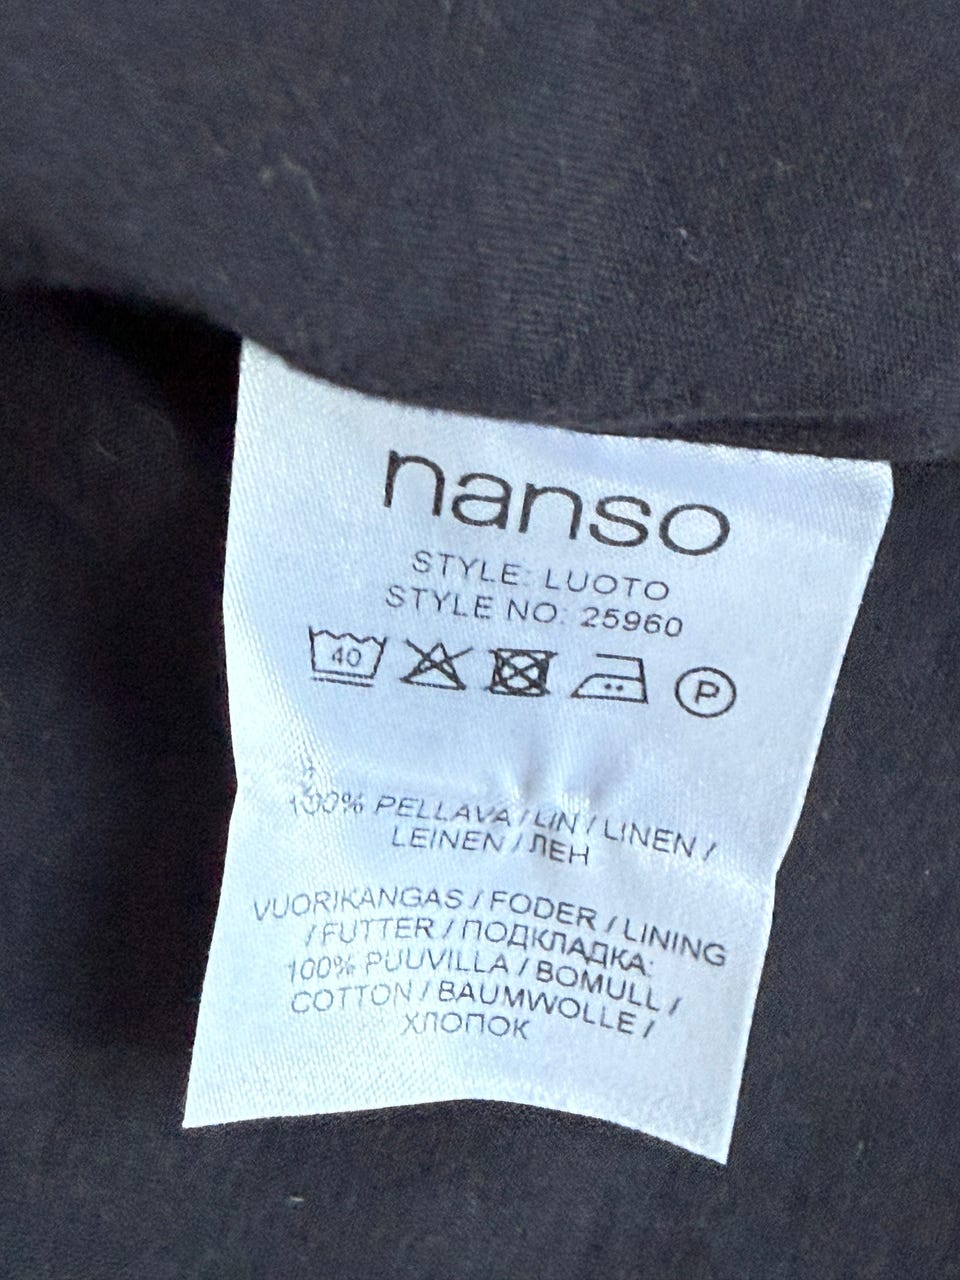 nanso
STYLE: LUOTO
STYLE NO: 25960
40 P
100% PELLAVA / LIN / LINEN /
LEINEN / ЛЕН
VUORIKANGAS / FODER / LINING
/ FUTTER / ПОДКЛАДКА:
100% PUUVILLA / BOMULL /
COTTON / BAUMWOLLE /
ХЛОПОК